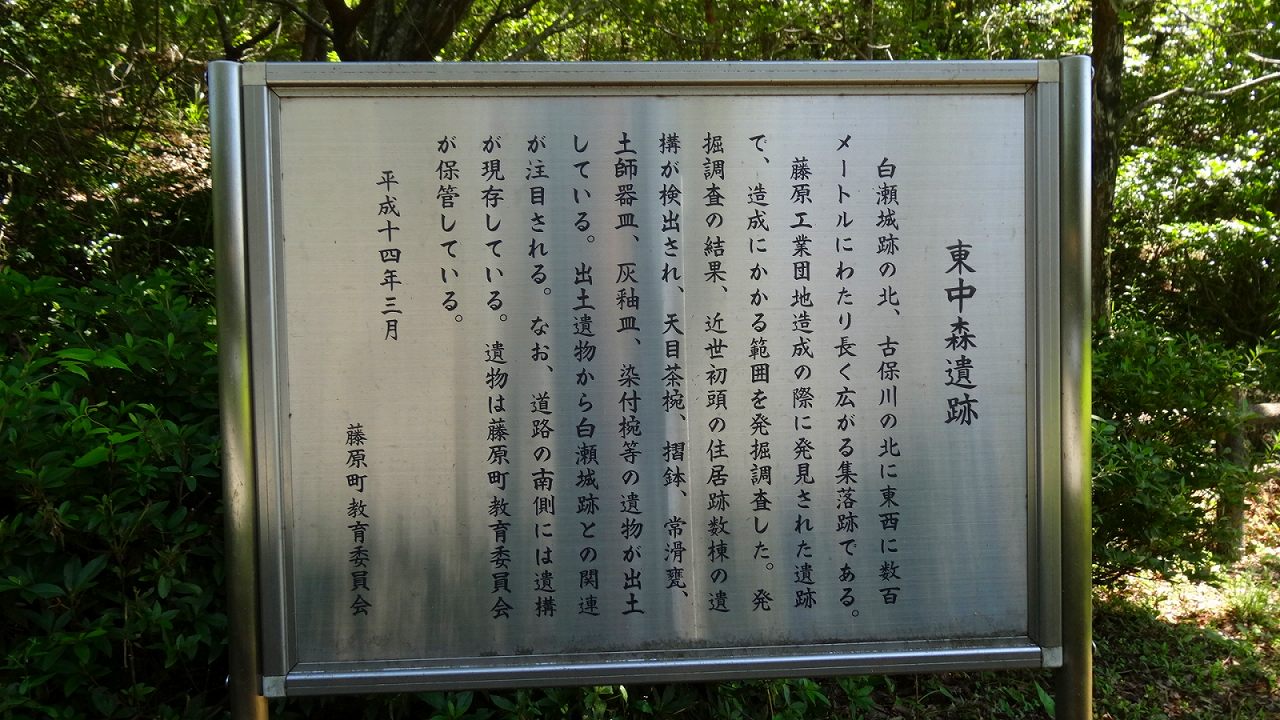 東中森遺跡
白瀬城跡の北、古保川の北に東西に数百
メートルにわたり長く広がる集落跡である。
藤原工業団地造成の際に発見された遺跡
で、造成にかかる範囲を発掘調査した。発
掘調査の結果、近世初頭の住居跡数棟の遺
構が検出され、天目茶椀、摺鉢、常滑甕、
土師器皿、灰釉皿、染付椀等の遺物が出土
している。出土遺物から白瀬城跡との関連
が注目される。なお、道路の南側には遺構
が現存している。遺物は藤原町教育委員会
が保管している。
平成十四年三月
藤原町教育委員会